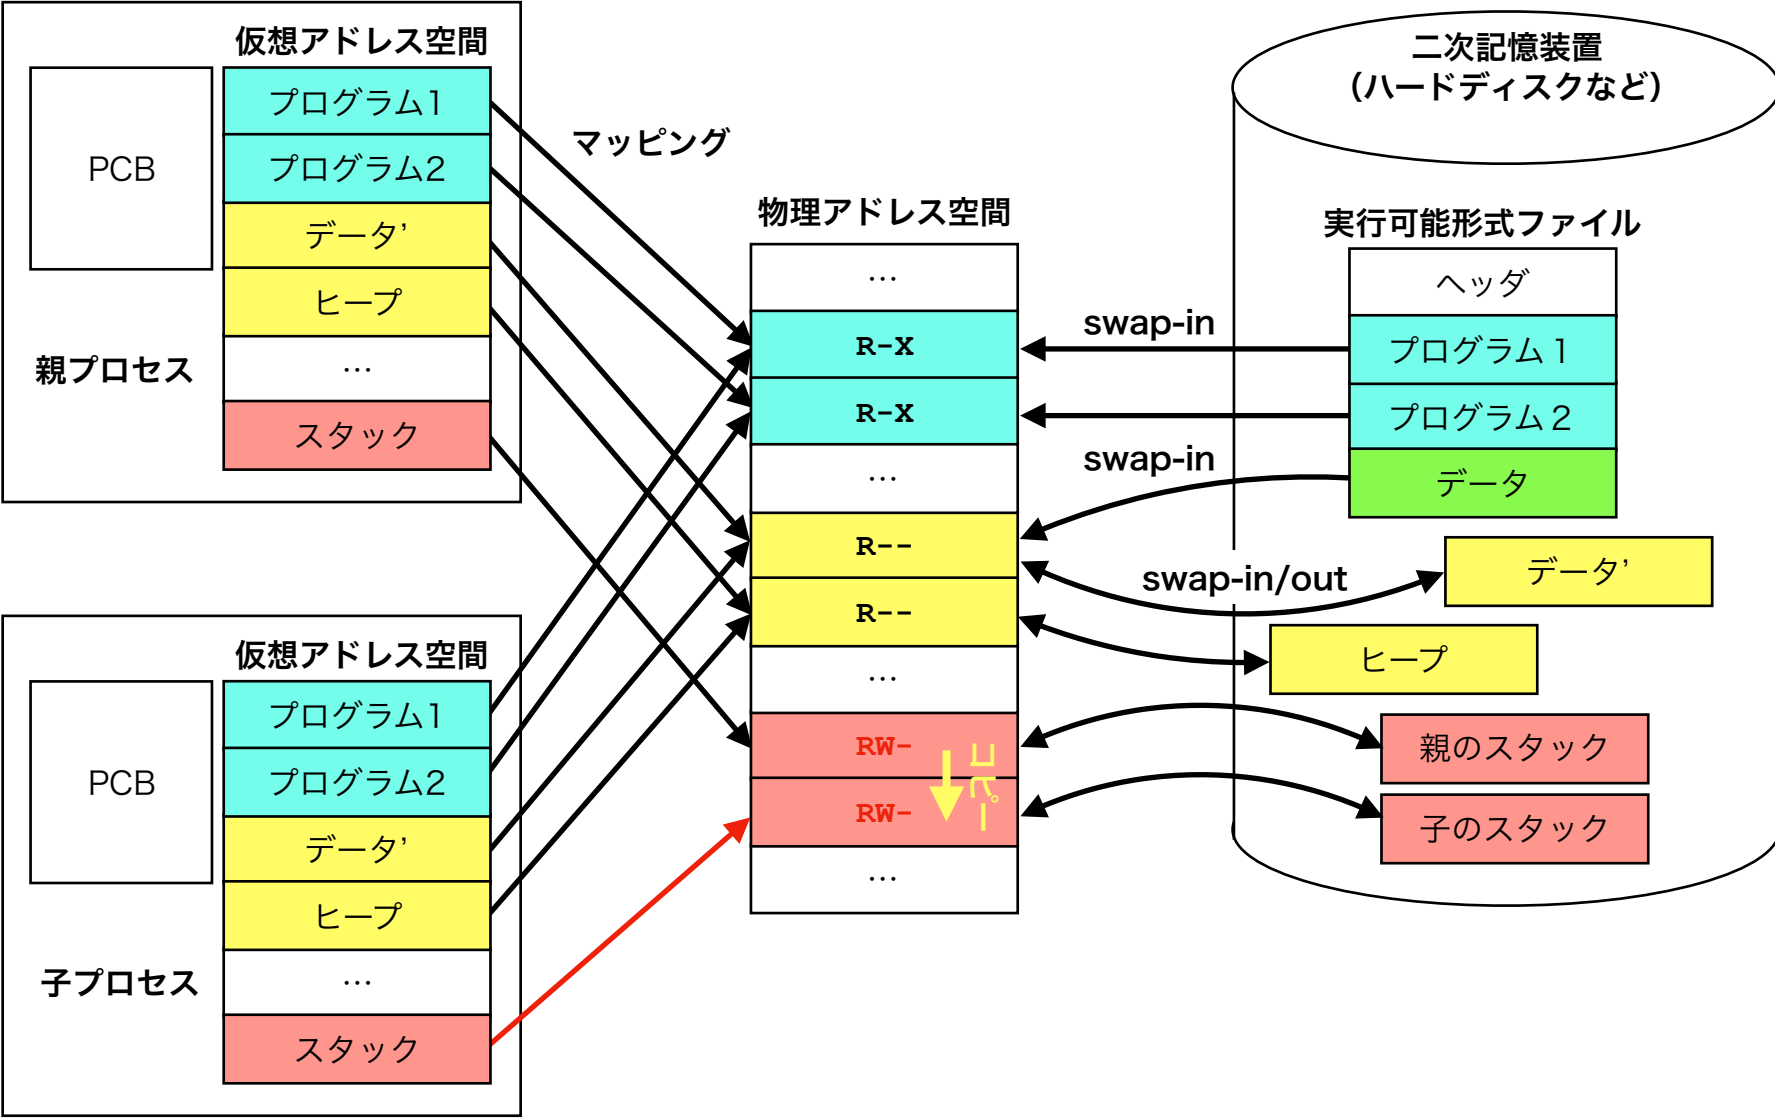 仮想アドレス空間
PCB
プログラム1
プログラム2
データ’
ヒープ
…
スタック
親プロセス
マッピング
仮想アドレス空間
PCB
プログラム1
プログラム2
データ’
ヒープ
…
スタック
子プロセス
物理アドレス空間
…
R-X
R-X
…
R--
R--
…
RW-
RW-
コピー
…
swap-in
swap-in
swap-in/out
二次記憶装置
(ハードディスクなど)
実行可能形式ファイル
ヘッダ
プログラム1
プログラム2
データ
データ’
ヒープ
親のスタック
子のスタック